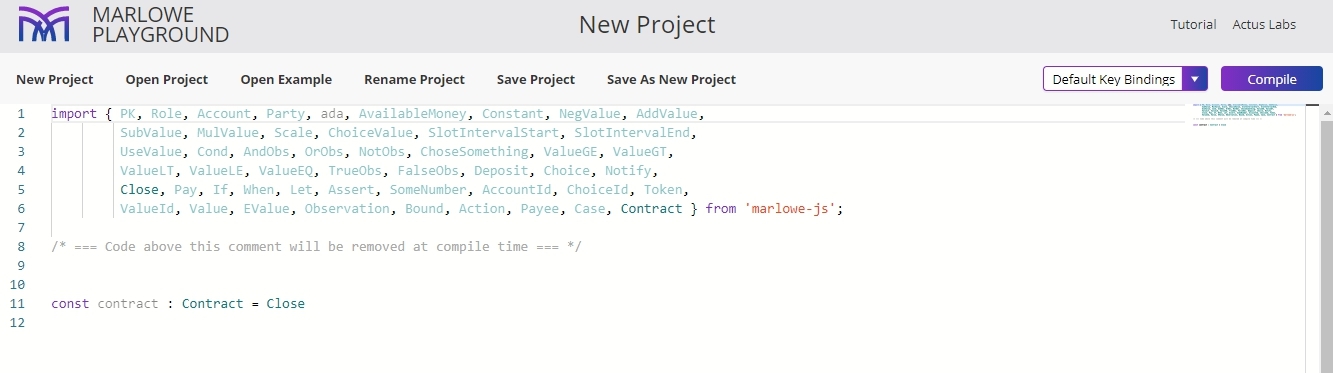 MARLOWE
PLAYGROUND
New Project
Tutorial Actus Labs
New Project Open Project Open Example Rename Project Save Project Save As New Project Default Key Bindings Compile
1 import { PK, Role, Account, Party, ada, AvailableMoney, Constant, NegValue, AddValue,
2 SubValue, MulValue, Scale, ChoiceValue, SlotIntervalStart, SlotIntervalEnd,
3 UseValue, Cond, AndObs, OrObs, NotObs, ChoseSomething, ValueGE, ValueGT,
4 ValueLT, ValueLE, ValueEQ, TrueObs, FalseObs, Deposit, Choice, Notify,
5 Close, Pay, If, When, Let, Assert, SomeNumber, AccountId, ChoiceId, Token,
6 ValueId, Value, EValue, Observation, Bound, Action, Payee, Case, Contract } from 'marlowe-js';
7
8 /* === Code above this comment will be removed at compile time === */
9
10
11 const contract : Contract = Close
12